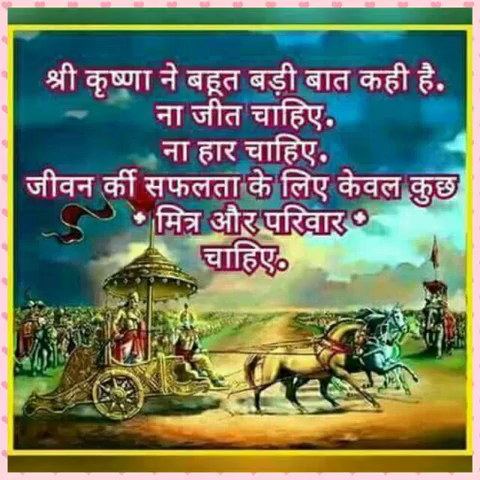 श्री कृष्णा ने बहूत बड़ी बात कही है.
ना जीत चाहिए.
ना हार चाहिए.
जीवन र्की सफलता के लिए केवल कुछ
* मित्र और परिवार *
चाहिए.